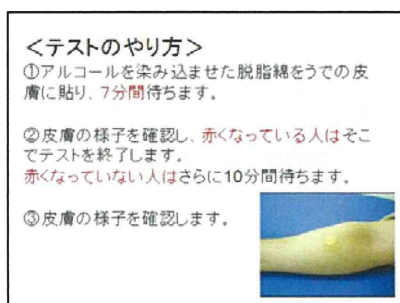 ＜テストのやり方＞
①アルコールを染み込ませた脱脂綿をうでの皮
膚に貼り、7分間待ちます。
②皮膚の様子を確認し、赤くなっている人はそこ
でテストを終了します。
赤くなっていない人はさらに10分間待ちます。
③皮膚の様子を確認します。